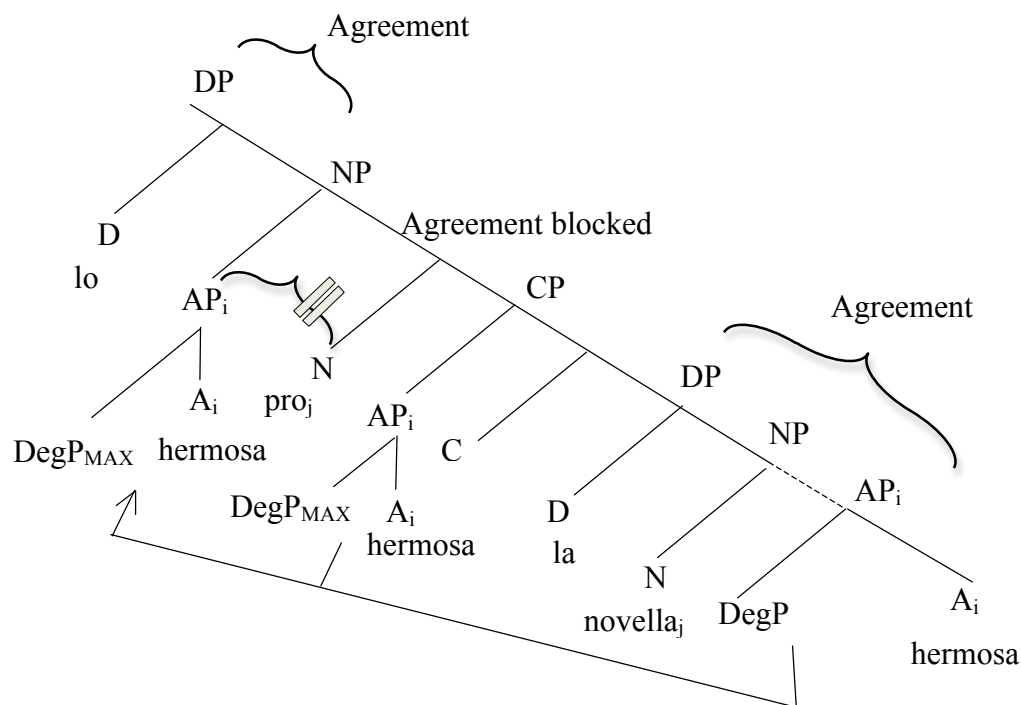 Agreement
DP
NP
D
lo
Agreement blocked
APi
CP
Agreement
N
proj
Ai
hermosa
DegPMAX
DP
APi
C
NP
DegPMAX
Ai
hermosa
D
la
APi
N
novellaj
DegP
Ai
hermosa